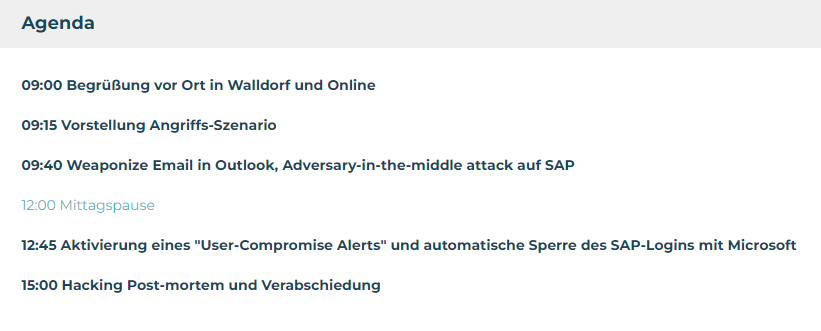 Agenda
09:00 Begrüßung vor Ort in Walldorf und Online
09:15 Vorstellung Angriffs-Szenario
09:40 Weaponize Email in Outlook, Adversary-in-the-middle attack auf SAP
12:00 Mittagspause
12:45 Aktivierung eines "User-Compromise Alerts" und automatische Sperre des SAP-Logins mit Microsoft
15:00 Hacking Post-mortem und Verabschiedung